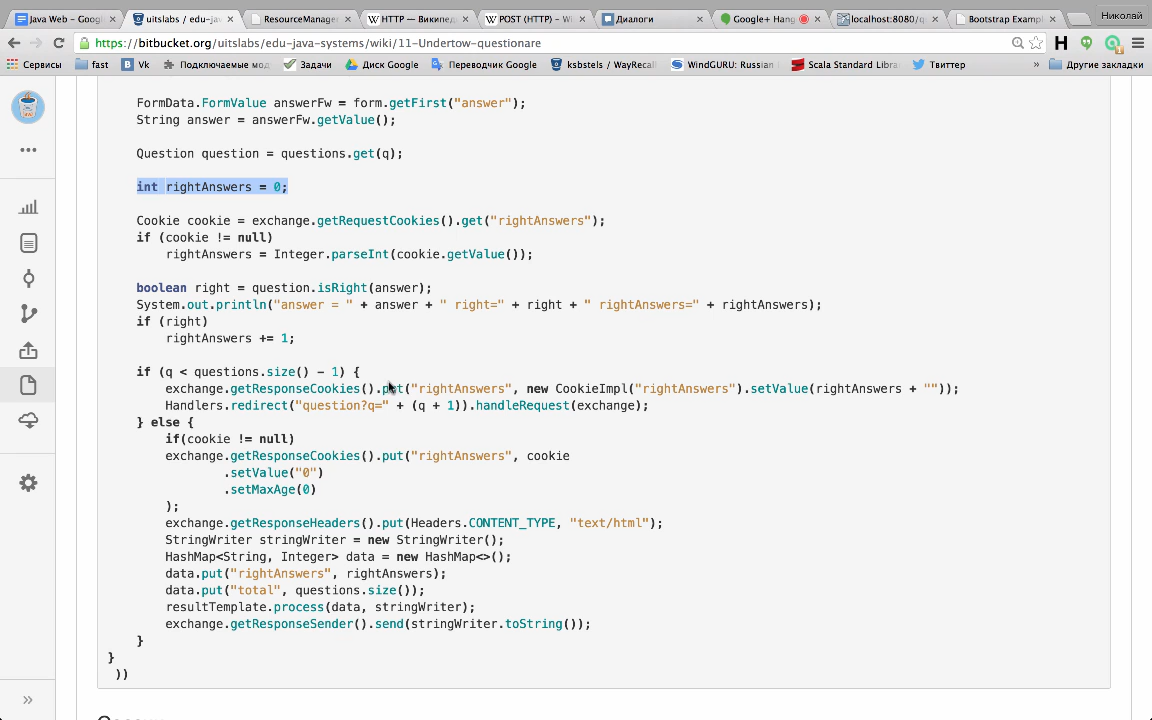 Java Web – Googl
uitslabs / edu-jav
ResourceManager
HTTP — Википед
POST (HTTP) – W
Диалоги
Google+ Hang
localhost:8080/q
Bootstrap Exampl
Николай
https://bitbucket.org/uitslabs/edu-java-systems/wiki/11-Undertow-questionare
Сервисы
fast
Vk
Подключаемые мод
Задачи
Диск Google
Переводчик Google
ksbstels / WayRecall
WindGURU: Russian
Scala Standard Libra
Твиттер
»
Другие закладки
FormData.FormValue answerFw = form.getFirst("answer");
String answer = answerFw.getValue();
Question question = questions.get(q);
int rightAnswers = 0;
Cookie cookie = exchange.getRequestCookies().get("rightAnswers");
if (cookie != null)
rightAnswers = Integer.parseInt(cookie.getValue());
boolean right = question.isRight(answer);
System.out.println("answer = " + answer + " right=" + right + " rightAnswers=" + rightAnswers);
if (right)
rightAnswers += 1;
if (q < questions.size() - 1) {
exchange.getResponseCookies().put("rightAnswers", new CookieImpl("rightAnswers").setValue(rightAnswers + ""));
Handlers.redirect("question?q=" + (q + 1)).handleRequest(exchange);
} else {
if(cookie != null)
exchange.getResponseCookies().put("rightAnswers", cookie
.setValue("0")
.setMaxAge(0)
);
exchange.getResponseHeaders().put(Headers.CONTENT_TYPE, "text/html");
StringWriter stringWriter = new StringWriter();
HashMap<String, Integer> data = new HashMap<>();
data.put("rightAnswers", rightAnswers);
data.put("total", questions.size());
resultTemplate.process(data, stringWriter);
exchange.getResponseSender().send(stringWriter.toString());
}
}
))